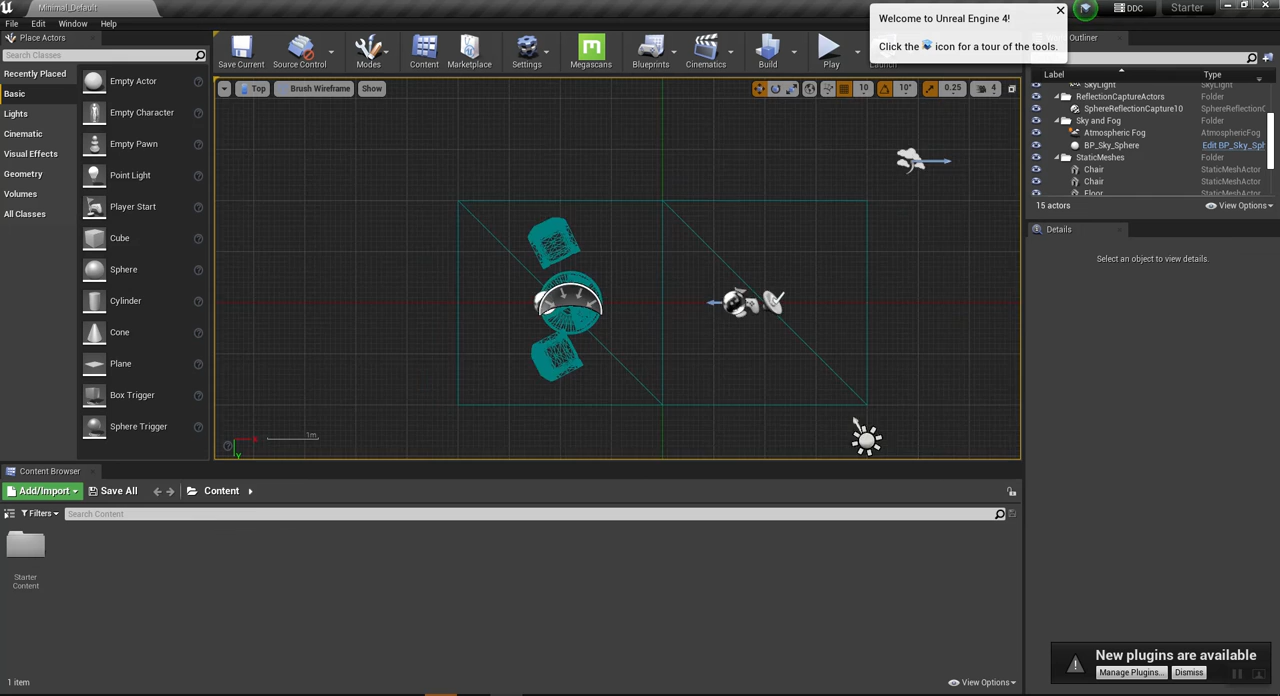 Minimal_Default
Welcome to Unreal Engine 4!
Click the icon for a tour of the tools.
DDC
Starter
File Edit Window Help
Place Actors
Outliner
Search Classes
Save Current
Source Control
Modes
Content
Marketplace
Settings
Megascans
Blueprints
Cinematics
Build
Play
Recently Placed
Basic
Lights
Cinematic
Visual Effects
Geometry
Volumes
All Classes
Empty Actor
Empty Character
Empty Pawn
Point Light
Player Start
Cube
Sphere
Cylinder
Cone
Plane
Box Trigger
Sphere Trigger
Top
Brush Wireframe
Show
10
10°
0.25
4
1m
X
Y
Label Type
SkyLight SkyLight
ReflectionCaptureActors Folder
SphereReflectionCapture10 SphereReflectionC
Sky and Fog Folder
Atmospheric Fog AtmosphericFog
BP_Sky_Sphere Edit BP_Sky_Sph
StaticMeshes Folder
Chair StaticMeshActor
Chair StaticMeshActor
Floor StaticMeshActor
15 actors
View Options
Details
Select an object to view details.
Content Browser
Add/Import
Save All
Content
Filters
Search Content
Starter
Content
1 item
View Options
New plugins are available
Manage Plugins...
Dismiss